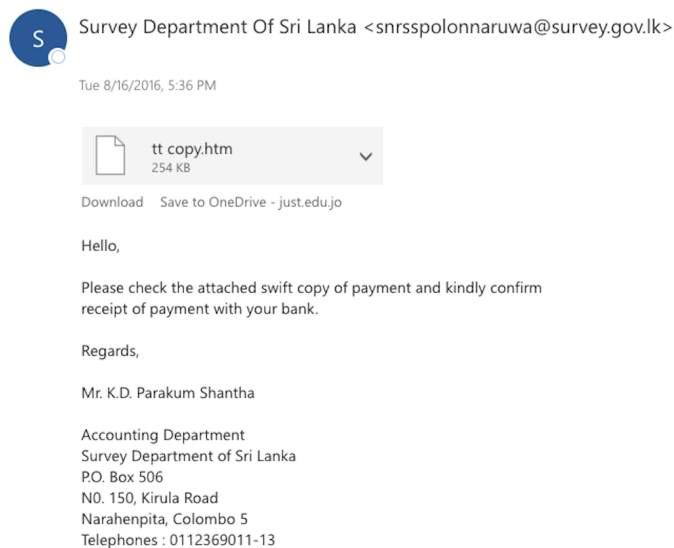 S
Survey Department Of Sri Lanka <snrsspolonnaruwa@survey.gov.lk>
Tue 8/16/2016, 5:36 PM
tt copy.htm
254 KB
Download Save to OneDrive - just.edu.jo
Hello,
Please check the attached swift copy of payment and kindly confirm
receipt of payment with your bank.
Regards,
Mr. K.D. Parakum Shantha
Accounting Department
Survey Department of Sri Lanka
P.O. Box 506
N0. 150, Kirula Road
Narahenpita, Colombo 5
Telephones : 0112369011-13